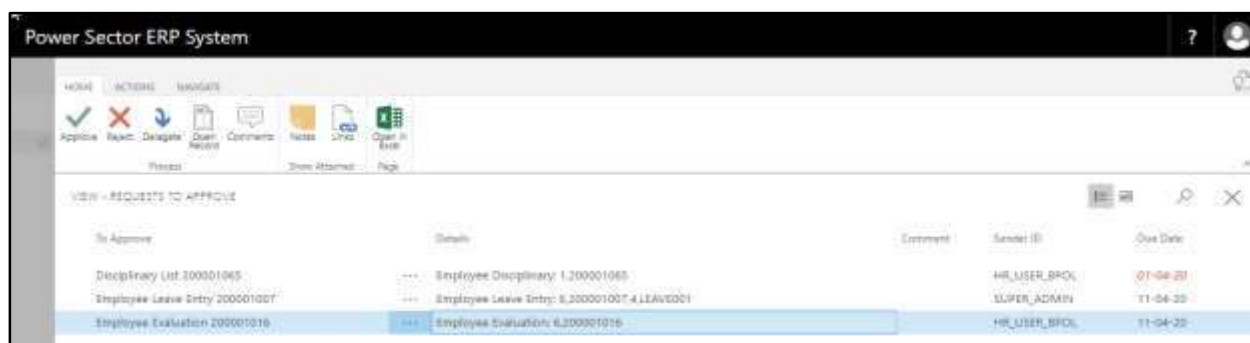 Power Sector ERP System
?
HOME ACTIONS NAVIGATE
Approve Reject Delegate Open Record Comments Notes Links Open in Excel
Process Show Attached Page
VIEW - REQUESTS TO APPROVE
To Approve Details Comment Sender ID Due Date
Disciplinary List 200001065 ... Employee Disciplinary: 1,200001065 HR_USER_BPDL 01-04-20
Employee Leave Entry 200001007 ... Employee Leave Entry: 6,200001007,4,LEAVE001 SUPER_ADMIN 11-04-20
Employee Evaluation 200001016 ... Employee Evaluation: 6,200001016 HR_USER_BPDL 11-04-20